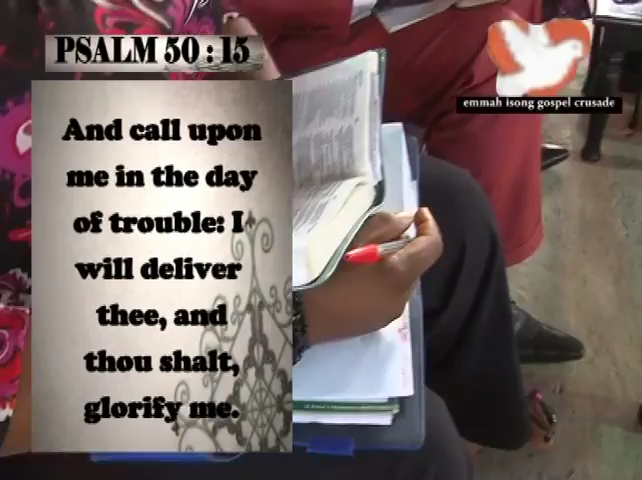 PSALM 50 : 15
emmah isong gospel crusade
And call upon
me in the day
of trouble: I
will deliver
thee, and
thou shalt,
glorify me.